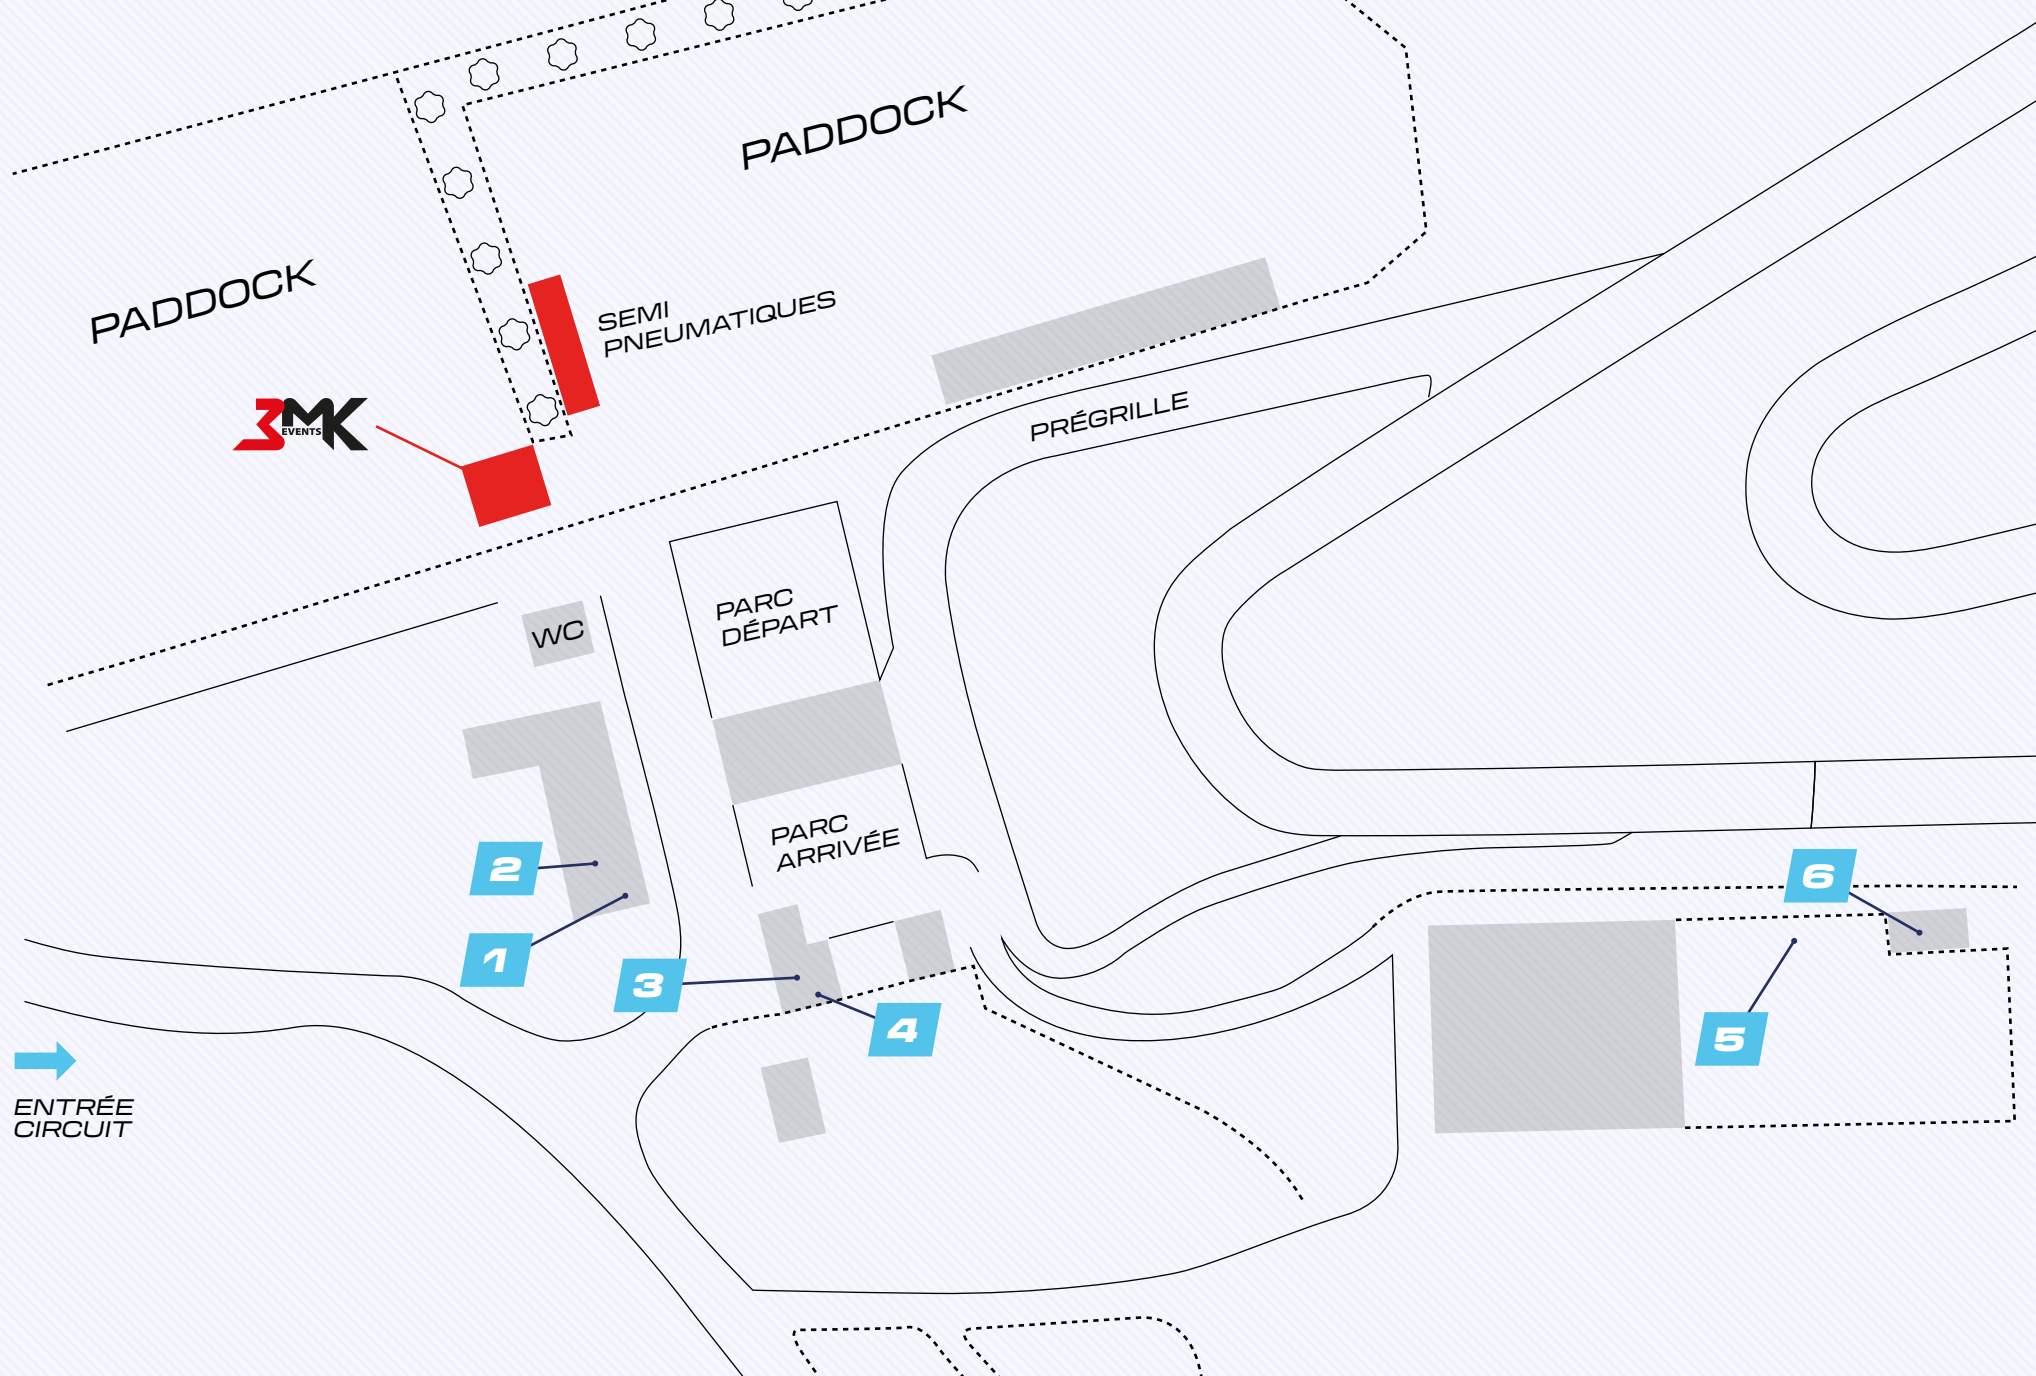 PADDOCK
PADDOCK
SEMI
PNEUMATIQUES
3MK
EVENTS
PRÉGRILLE
PARC
DÉPART
WC
PARC
ARRIVÉE
2
6
1
3
4
5
ENTRÉE
CIRCUIT